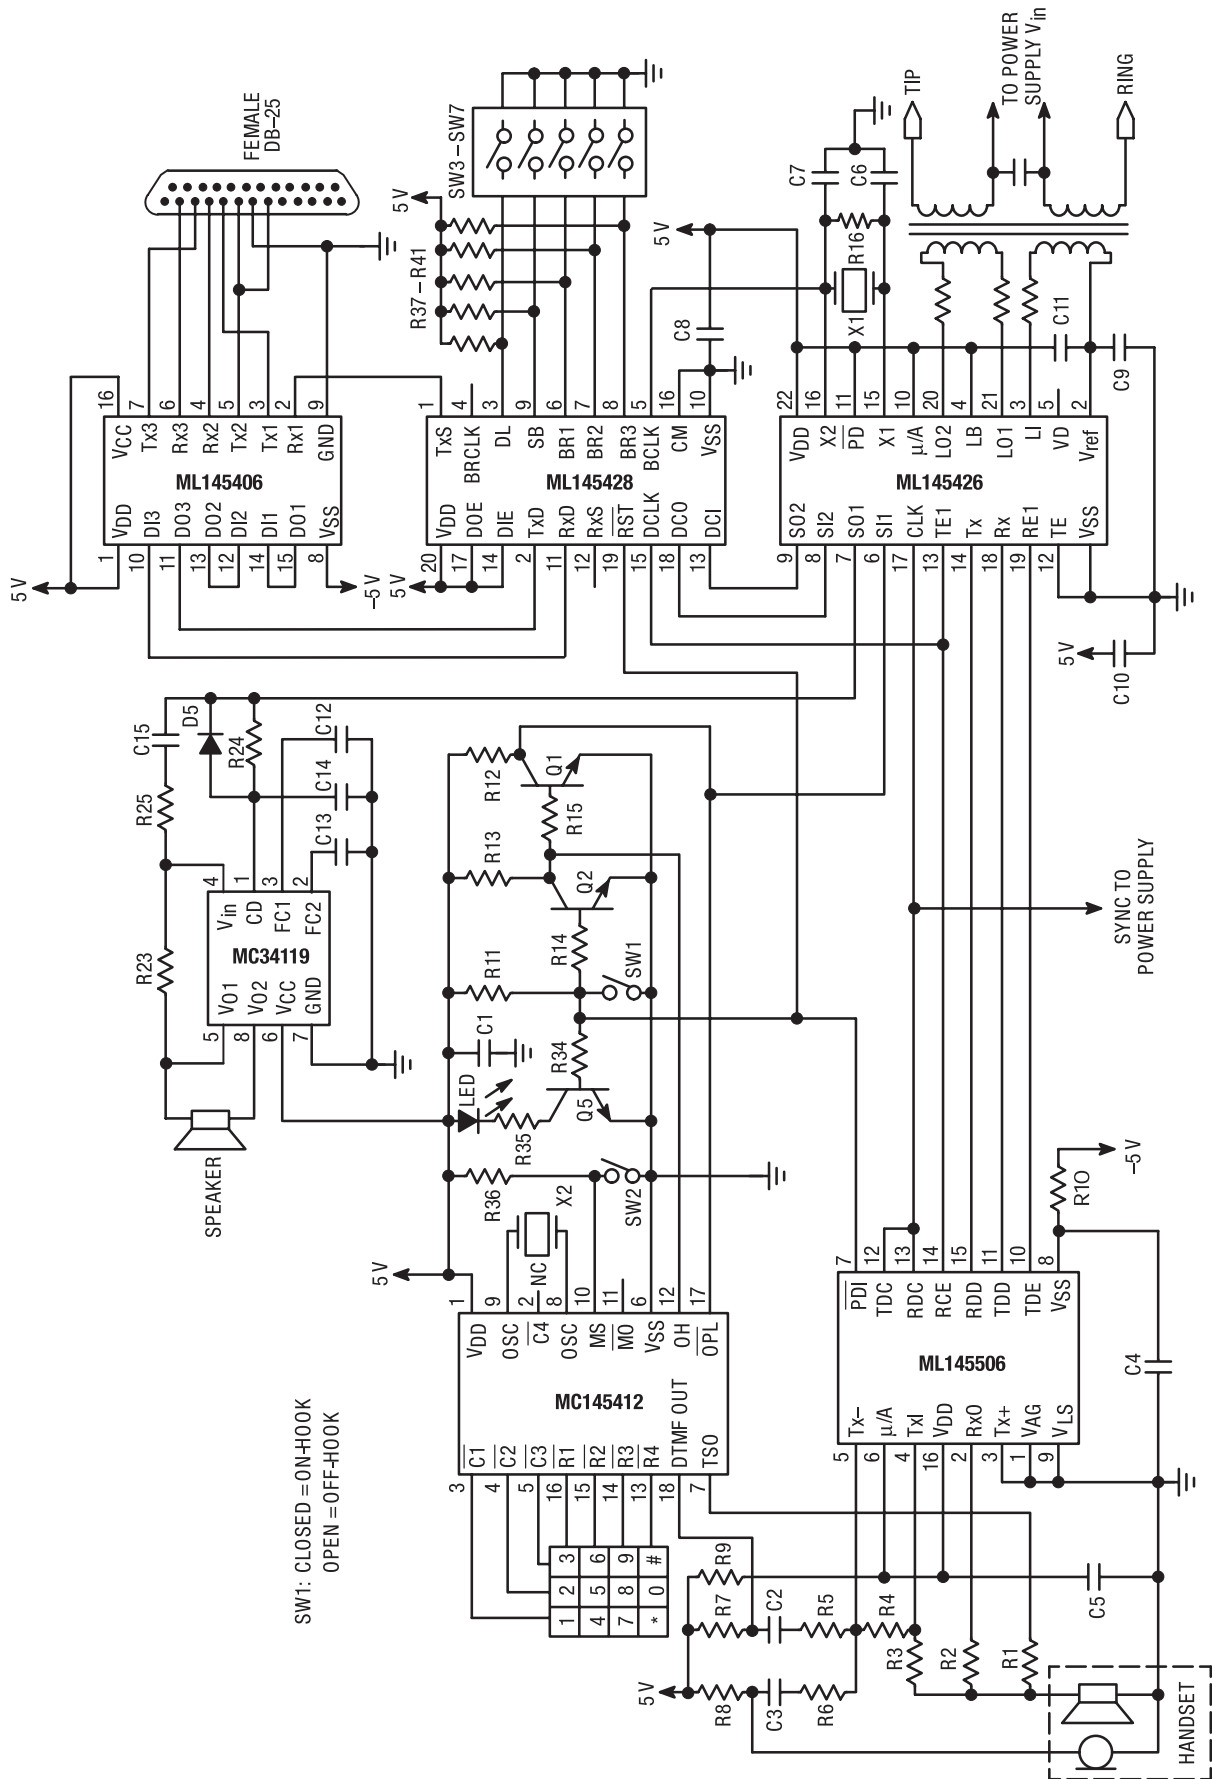 FEMALE
DB–25
5 V
1
10
11
13
12
14
15
8
VDD
DI3
DO3
DO2
DI2
DI1
DO1
VSS
ML145406
VCC
Tx3
Rx3
Rx2
Tx2
Tx1
Rx1
GND
16
7
6
4
5
3
2
9
–5 V
SW3 – SW7
5 V
R37 – R41
5 V
20
17
14
2
11
12
19
15
18
13
VDD
DOE
DIE
TxD
RxD
RxS
RST
DCLK
DCO
DCI
ML145428
TxS
BRCLK
DL
SB
BR1
BR2
BR3
BCLK
CM
VSS
1
4
3
9
6
7
8
5
16
10
C8
5 V
9
8
7
6
17
13
14
18
19
12
SO2
SI2
SO1
SI1
CLK
TE1
Tx
Rx
RE1
TE
VSS
ML145426
VDD
X2
PD
X1
μ/A
LO2
LB
LO1
LI
VD
Vref
22
16
11
15
10
20
4
21
3
5
2
C7
C6
R16
X1
C11
C9
C10
5 V
TIP
TO POWER
SUPPLY Vin
RING
SPEAKER
R23
R25
C15
D5
R24
C13
C14
C12
5
8
6
7
VO1
VO2
VCC
GND
MC34119
Vin
CD
FC1
FC2
4
1
3
2
5 V
R36
LED
R35
C1
R11
R13
R12
X2
NC
SW2
Q5
R34
SW1
R14
Q2
R15
Q1
SW1: CLOSED = ON-HOOK
OPEN = OFF-HOOK
3
4
5
16
15
14
13
18
7
C1
C2
C3
R1
R2
R3
R4
DTMF OUT
TSO
MC145412
VDD
OSC
C4
OSC
MS
MO
VSS
OH
OPL
1
9
2
8
10
11
6
12
17
1 2 3
4 5 6
7 8 9
* 0 #
SYNC TO
POWER SUPPLY
5
6
4
16
2
3
1
9
Tx–
μ/A
TxI
VDD
RxO
Tx+
VAG
VLS
ML145506
PDI
TDC
RDC
RCE
RDD
TDD
TDE
VSS
7
12
13
14
15
11
10
8
R10
–5 V
C4
5 V
R8
R7
R9
C3
C2
R6
R5
R4
R3
R2
R1
C5
HANDSET